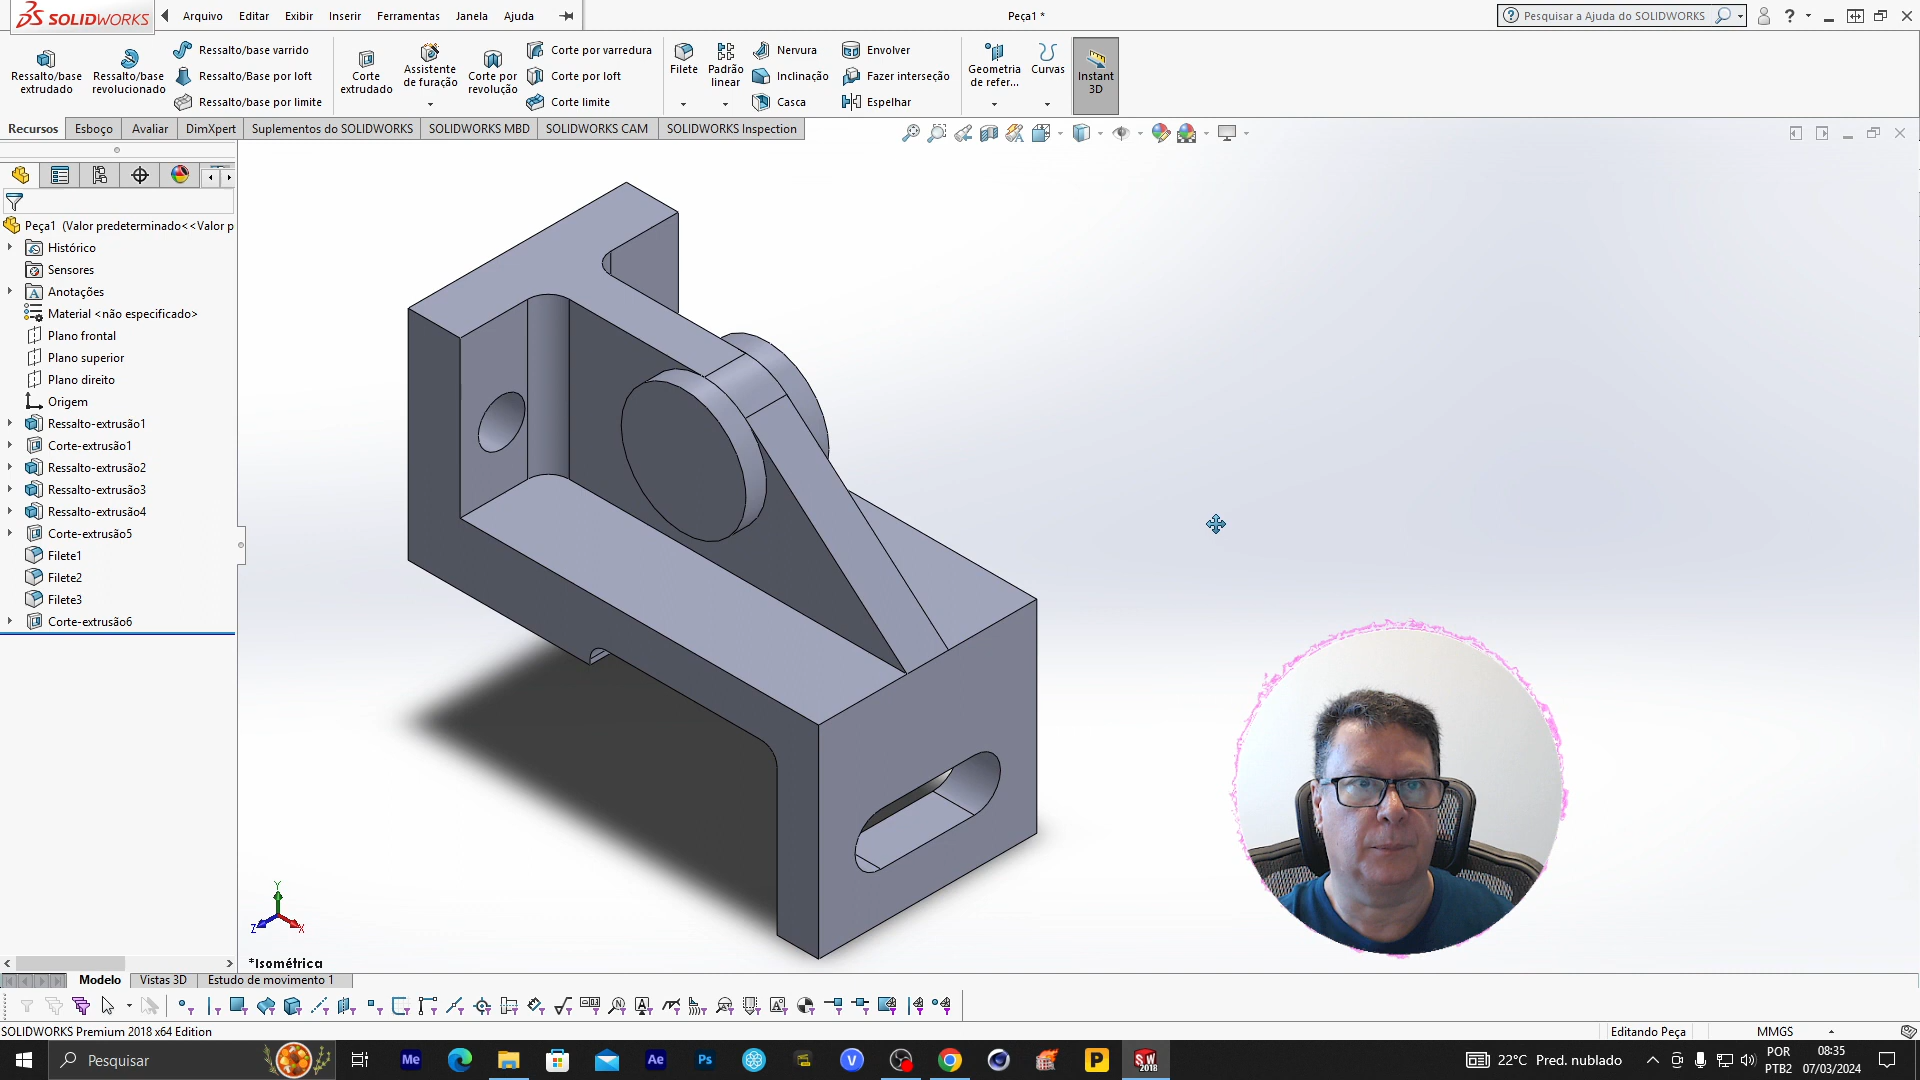 SOLIDWORKS
Arquivo Editar Exibir Inserir Ferramentas Janela Ajuda
Peça1 *
Pesquisar a Ajuda do SOLIDWORKS
Ressalto/base extrudado
Ressalto/base revolucionado
Ressalto/base varrido
Ressalto/Base por loft
Ressalto/base por limite
Corte extrudado
Assistente de furação
Corte por revolução
Corte por varredura
Corte por loft
Corte limite
Filete
Padrão linear
Nervura
Inclinação
Casca
Envolver
Fazer interseção
Espelhar
Geometria de refer...
Curvas
Instant 3D
Recursos Esboço Avaliar DimXpert Suplementos do SOLIDWORKS SOLIDWORKS MBD SOLIDWORKS CAM SOLIDWORKS Inspection
Peça1 (Valor predeterminado<<Valor p
Histórico
Sensores
Anotações
Material <não especificado>
Plano frontal
Plano superior
Plano direito
Origem
Ressalto-extrusão1
Corte-extrusão1
Ressalto-extrusão2
Ressalto-extrusão3
Ressalto-extrusão4
Corte-extrusão5
Filete1
Filete2
Filete3
Corte-extrusão6
Y
Z
X
*Isométrica
Modelo Vistas 3D Estudo de movimento 1
SOLIDWORKS Premium 2018 x64 Edition
Editando Peça
MMGS
Pesquisar
Me
Ae
Ps
V
P
SW
2018
22°C Pred. nublado
POR
PTB2
08:35
07/03/2024